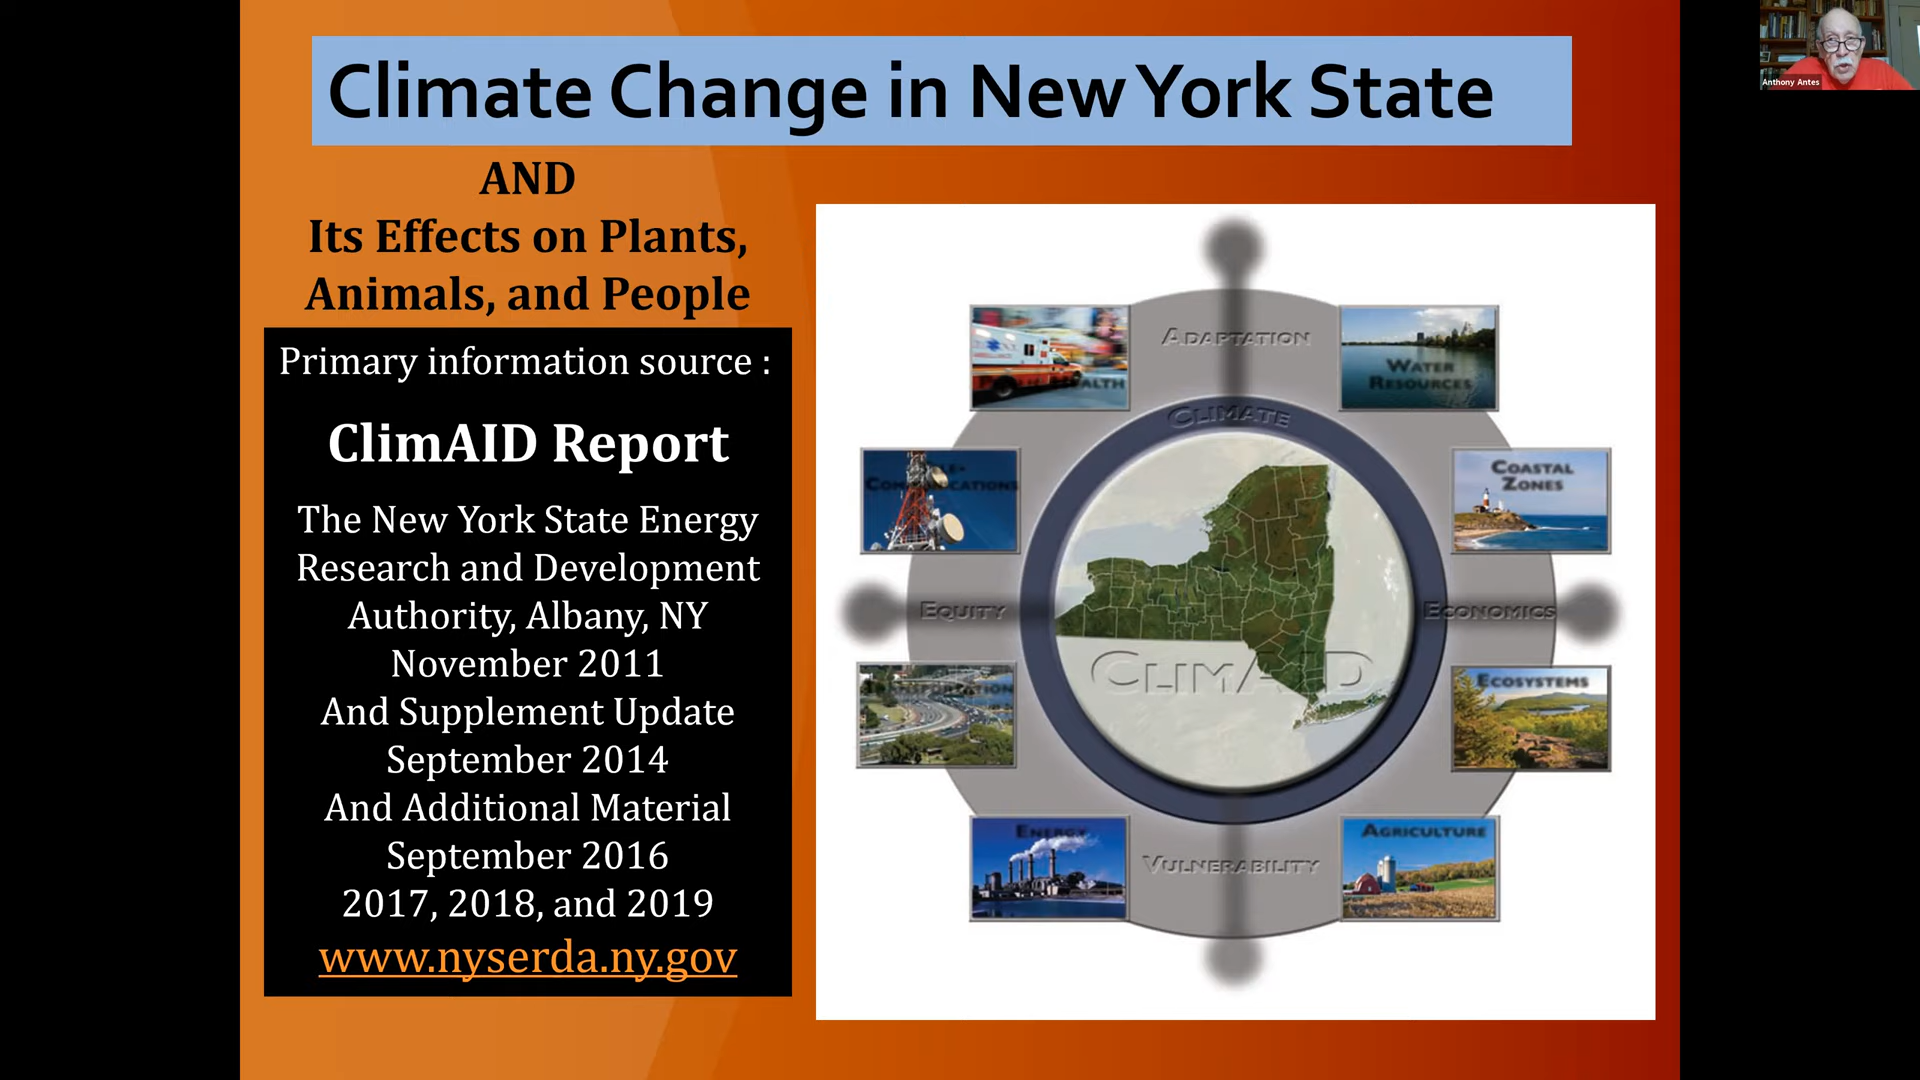 Climate Change in New York State
AND
Its Effects on Plants,
Animals, and People
Primary information source :
ClimAID Report
The New York State Energy
Research and Development
Authority, Albany, NY
November 2011
And Supplement Update
September 2014
And Additional Material
September 2016
2017, 2018, and 2019
www.nyserda.ny.gov
ADAPTATION
WATER
RESOURCES
CLIMATE
COASTAL
ZONES
EQUITY
ECONOMICS
CLIMAID
TRANSPORTATION
ECOSYSTEMS
ENERGY
VULNERABILITY
AGRICULTURE
Anthony Antes